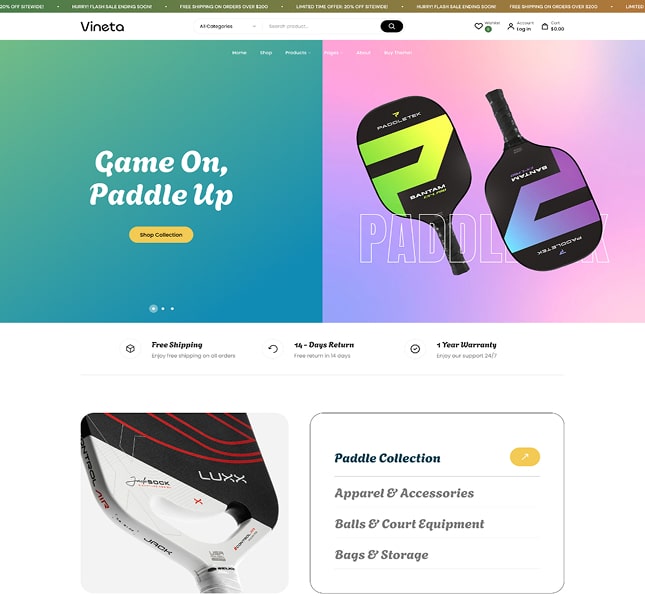 20% OFF SITEWIDE! • HURRY! FLASH SALE ENDING SOON! • FREE SHIPPING ON ORDERS OVER $200 • LIMITED TIME OFFER: 20% OFF SITEWIDE! • HURRY! FLASH SALE ENDING SOON! • FREE SHIPPING ON ORDERS OVER $200 • LIMITED
Vineta
All Categories
Search product...
Wishlist
0
Account
Log in
Cart
$0.00
Home Shop Products Pages About Buy Theme!
Game On,
Paddle Up
Shop Collection
PADDLETEK
BANTAM
BANTAM
PADDLETEK
PADDLETEK
Free Shipping
Enjoy free shipping on all orders
14 - Days Return
Free return in 14 days
1 Year Warranty
Enjoy our support 24/7
CONTROL AIR
JackSOCK
LUXX
JACK
Paddle Collection
Apparel & Accessories
Balls & Court Equipment
Bags & Storage